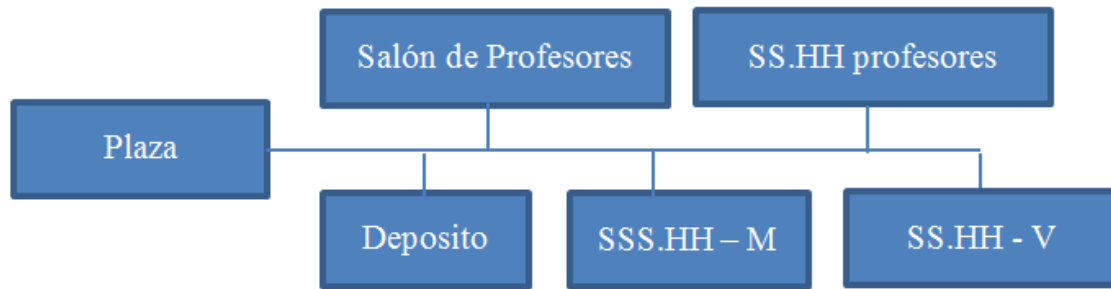 Salón de Profesores
SS.HH profesores
Plaza
Deposito
SSS.HH – M
SS.HH - V